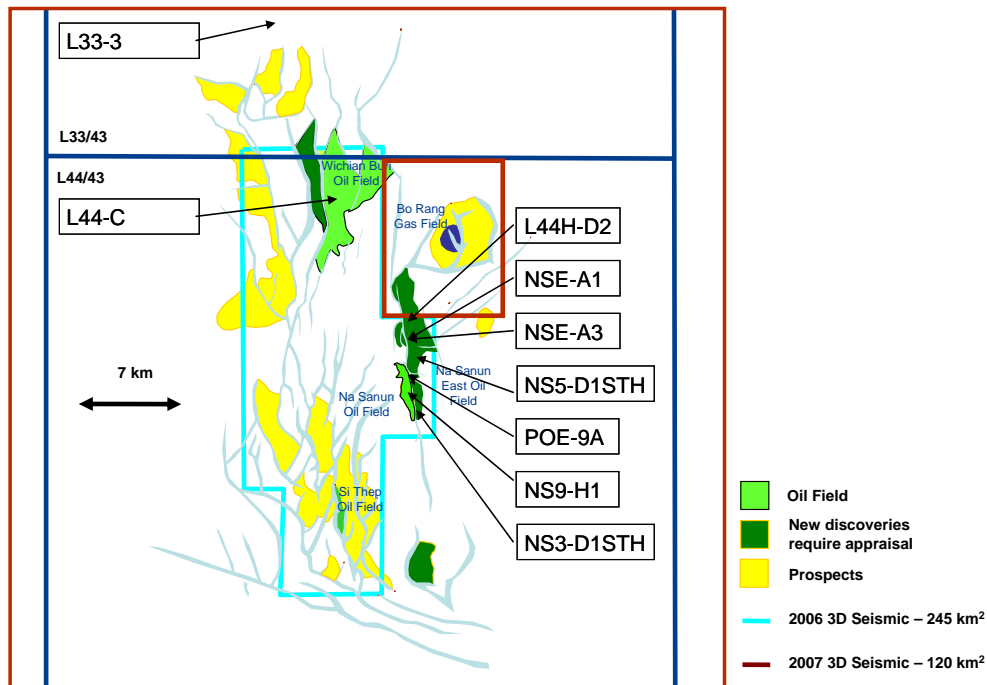 L33-3
L33/43
L44/43
Wichian Buri
Oil Field
L44-C
Bo Rang
Gas Field
L44H-D2
NSE-A1
NSE-A3
7 km
NS5-D1STH
Na Sanun
East Oil
Field
Na Sanun
Oil Field
POE-9A
NS9-H1
Si Thep
Oil Field
NS3-D1STH
Oil Field
New discoveries
require appraisal
Prospects
2006 3D Seismic – 245 km²
2007 3D Seismic – 120 km²